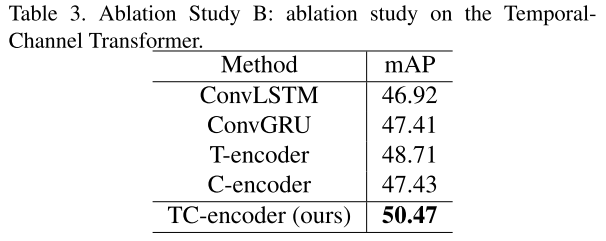 Table 3. Ablation Study B: ablation study on the Temporal-
Channel Transformer.
Method mAP
ConvLSTM 46.92
ConvGRU 47.41
T-encoder 48.71
C-encoder 47.43
TC-encoder (ours) 50.47